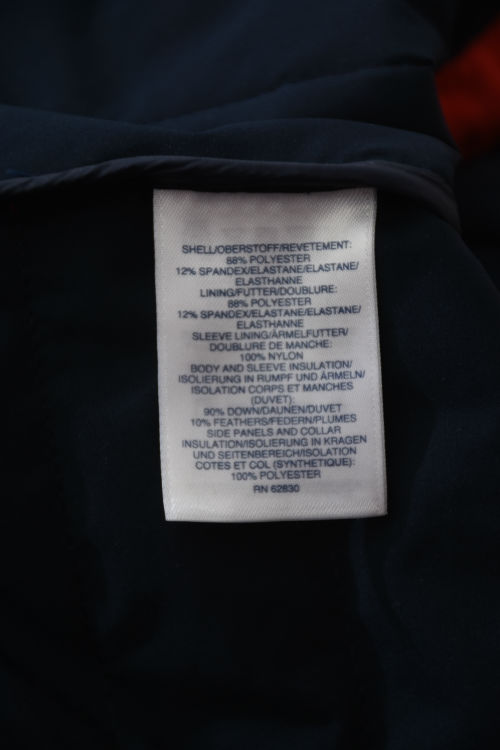 SHELL/OBERSTOFF/REVETEMENT:
88% POLYESTER
12% SPANDEX/ELASTANE/ELASTANE/
ELASTHANNE
LINING/FUTTER/DOUBLURE:
88% POLYESTER
12% SPANDEX/ELASTANE/ELASTANE/
ELASTHANNE
SLEEVE LINING/ÄRMELFUTTER/
DOUBLURE DE MANCHE:
100% NYLON
BODY AND SLEEVE INSULATION/
ISOLIERUNG IN RUMPF UND ÄRMELN/
ISOLATION CORPS ET MANCHES
(DUVET):
90% DOWN/DAUNEN/DUVET
10% FEATHERS/FEDERN/PLUMES
SIDE PANELS AND COLLAR
INSULATION/ISOLIERUNG IN KRAGEN
UND SEITENBEREICH/ISOLATION
COTES ET COL (SYNTHETIQUE):
100% POLYESTER
RN 62830